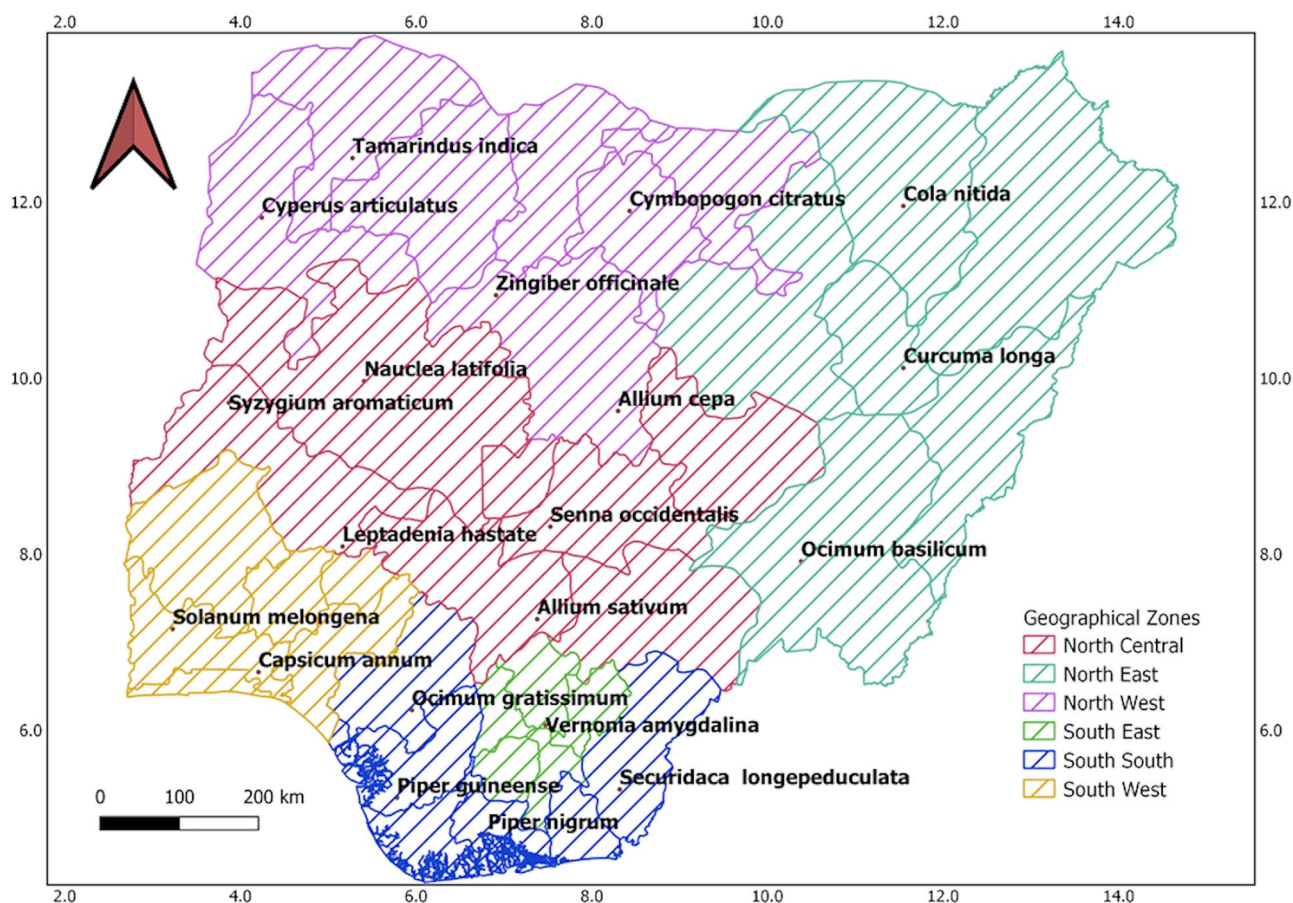 2.0 4.0 6.0 8.0 10.0 12.0 14.0
Tamarindus indica
12.0 Cyperus articulatus Cymbopogon citratus Cola nitida 12.0
Zingiber officinale
Curcuma longa
10.0 Nauclea latifolia 10.0
Syzygium aromaticum Allium cepa
Senna occidentalis
8.0 Leptadenia hastate Ocimum basilicum 8.0
Solanum melongena Allium sativum
Capsicum annum
Ocimum gratissimum
6.0 Vernonia amygdalina 6.0
Piper guineense Securidaca longepeduculata
Piper nigrum
Geographical Zones
North Central
North East
North West
South East
South South
South West
0 100 200 km
2.0 4.0 6.0 8.0 10.0 12.0 14.0